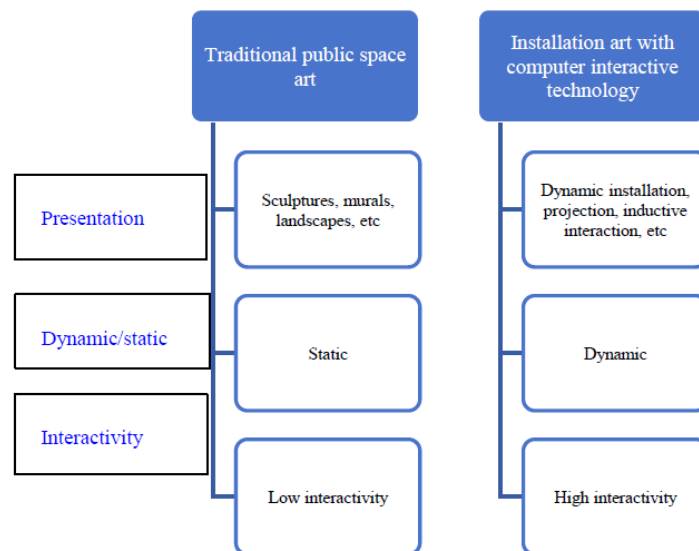 Traditional public space
art
Installation art with
computer interactive
technology
Presentation
Sculptures, murals,
landscapes, etc
Dynamic installation,
projection, inductive
interaction, etc
Dynamic/static
Static
Dynamic
Interactivity
Low interactivity
High interactivity